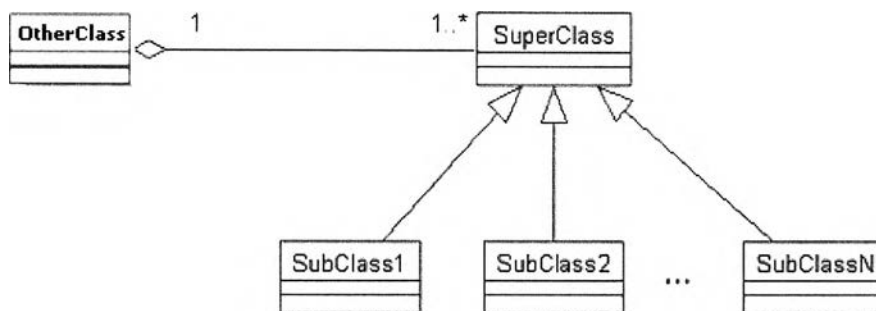 OtherClass
1
1..*
SuperClass
SubClass1
SubClass2
...
SubClassN